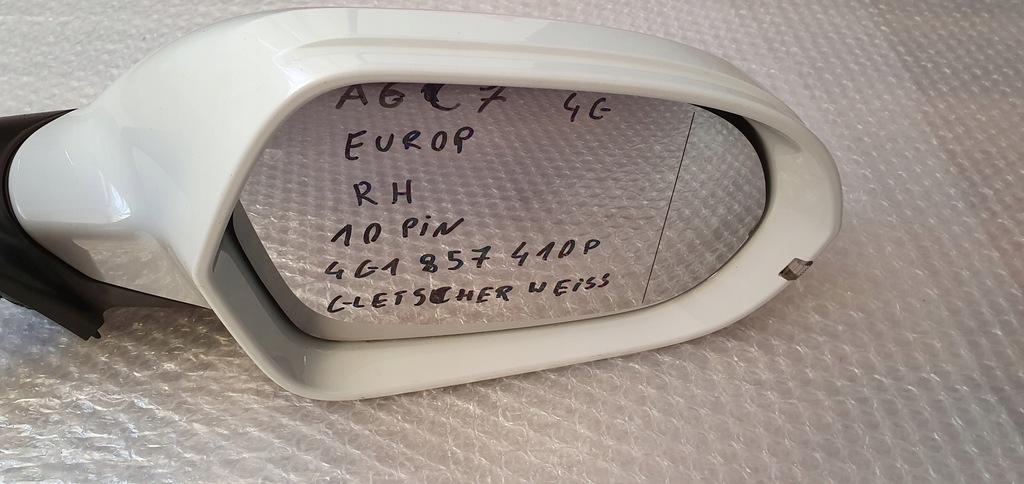 A6 C7 4G
EUROP
RH
10 PiN
4G1 857 410P
GLETSCHER WEiSS